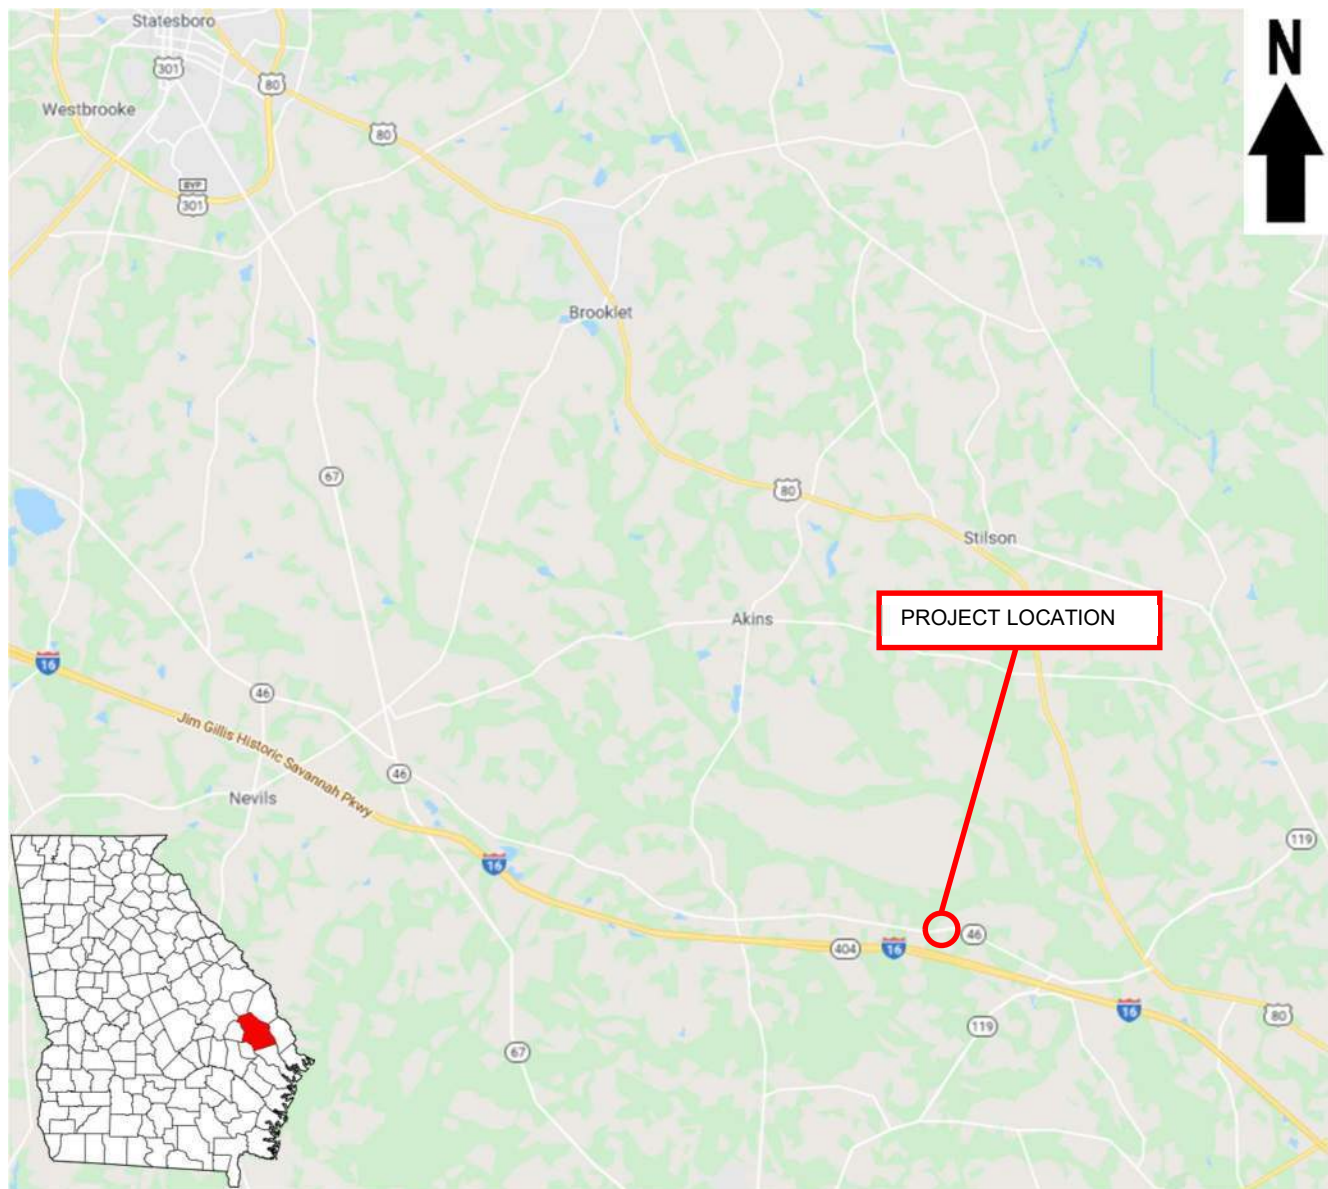 Statesboro
N
301
80
Westbrooke
80
BYP
301
Brooklet
67
80
Stilson
PROJECT LOCATION
Akins
16
46
Jim Gillis Historic Savannah Pkwy
46
Nevils
119
16
46
404
16
16
80
119
67